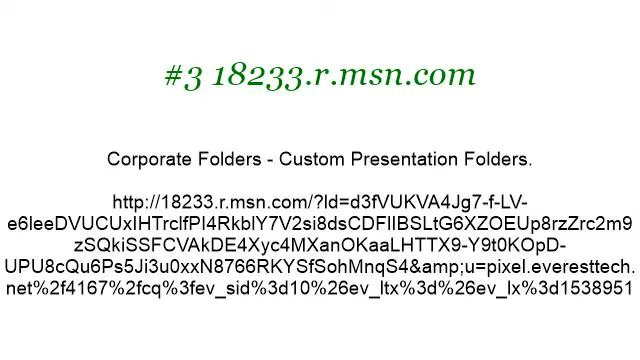 #3 18233.r.msn.com
Corporate Folders - Custom Presentation Folders.
http://18233.r.msn.com/?ld=d3fVUKVA4Jg7-f-LV-
e6leeDVUCUxIHTrclfPI4RkblY7V2si8dsCDFIlBSLtG6XZOEUp8rzZrc2m9
zSQkiSSFCVAkDE4Xyc4MXanOKaaLHTTX9-Y9t0KOpD-
UPU8cQu6Ps5Ji3u0xxN8766RKYSfSohMnqS4&amp;u=pixel.everesttech.
net%2f4167%2fcq%3fev_sid%3d10%26ev_ltx%3d%26ev_lx%3d1538951